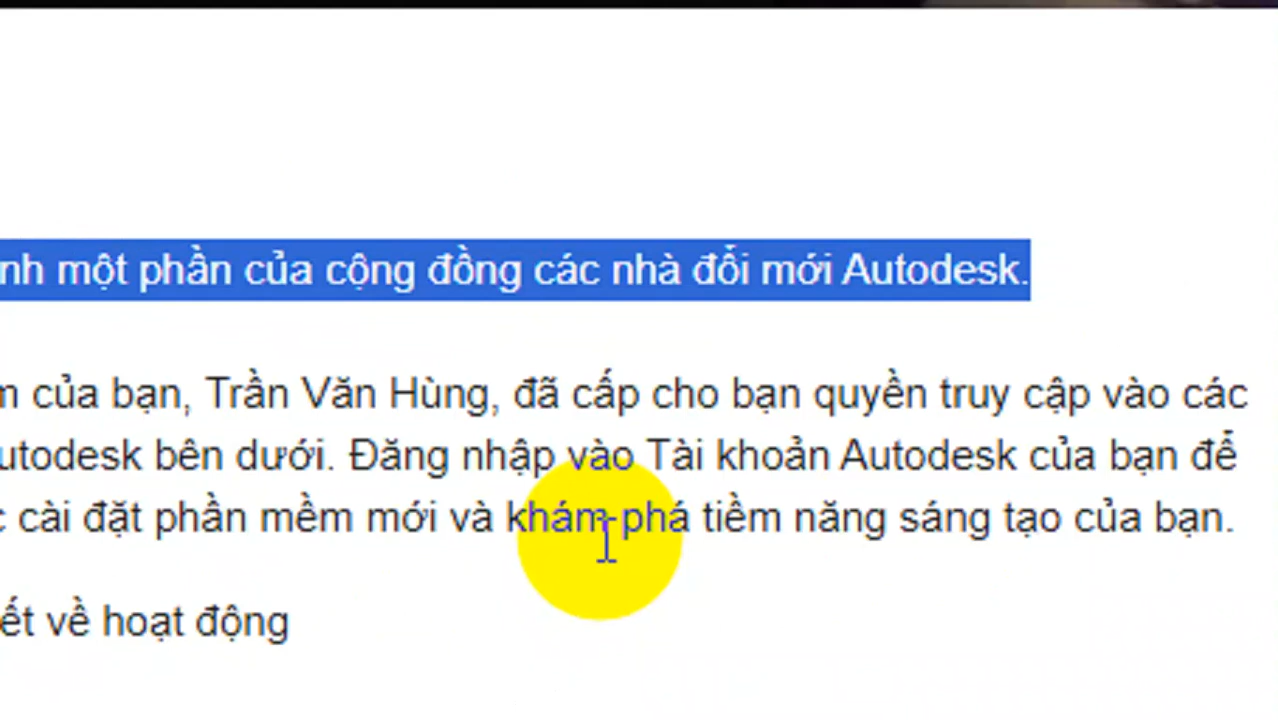 nh một phần của cộng đồng các nhà đổi mới Autodesk.
m của bạn, Trần Văn Hùng, đã cấp cho bạn quyền truy cập vào các
utodesk bên dưới. Đăng nhập vào Tài khoản Autodesk của bạn để
c cài đặt phần mềm mới và khám phá tiềm năng sáng tạo của bạn.
ết về hoạt động